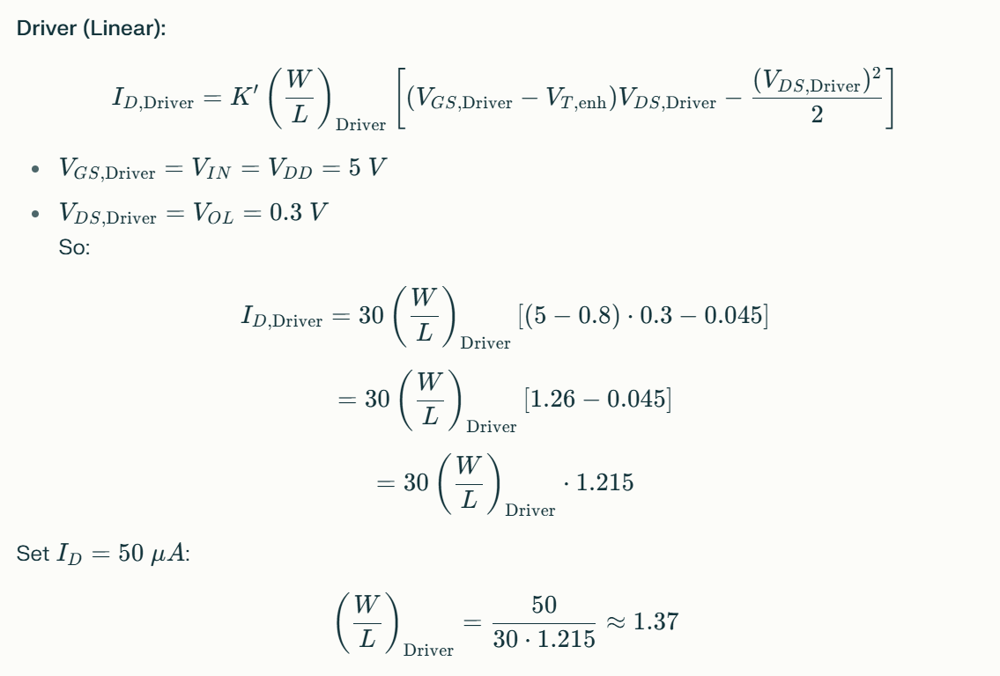 Driver (Linear):
$I_{D,\text{Driver}} = K' \left( \frac{W}{L} \right)_{\text{Driver}} \left[ (V_{GS,\text{Driver}} - V_{T,\text{enh}}) V_{DS,\text{Driver}} - \frac{(V_{DS,\text{Driver}})^2}{2} \right]$
• $V_{GS,\text{Driver}} = V_{IN} = V_{DD} = 5\ V$
• $V_{DS,\text{Driver}} = V_{OL} = 0.3\ V$
So:
$I_{D,\text{Driver}} = 30 \left( \frac{W}{L} \right)_{\text{Driver}} [(5 - 0.8) \cdot 0.3 - 0.045]$
$= 30 \left( \frac{W}{L} \right)_{\text{Driver}} [1.26 - 0.045]$
$= 30 \left( \frac{W}{L} \right)_{\text{Driver}} \cdot 1.215$
Set $I_D = 50\ \mu A$:
$\left( \frac{W}{L} \right)_{\text{Driver}} = \frac{50}{30 \cdot 1.215} \approx 1.37$